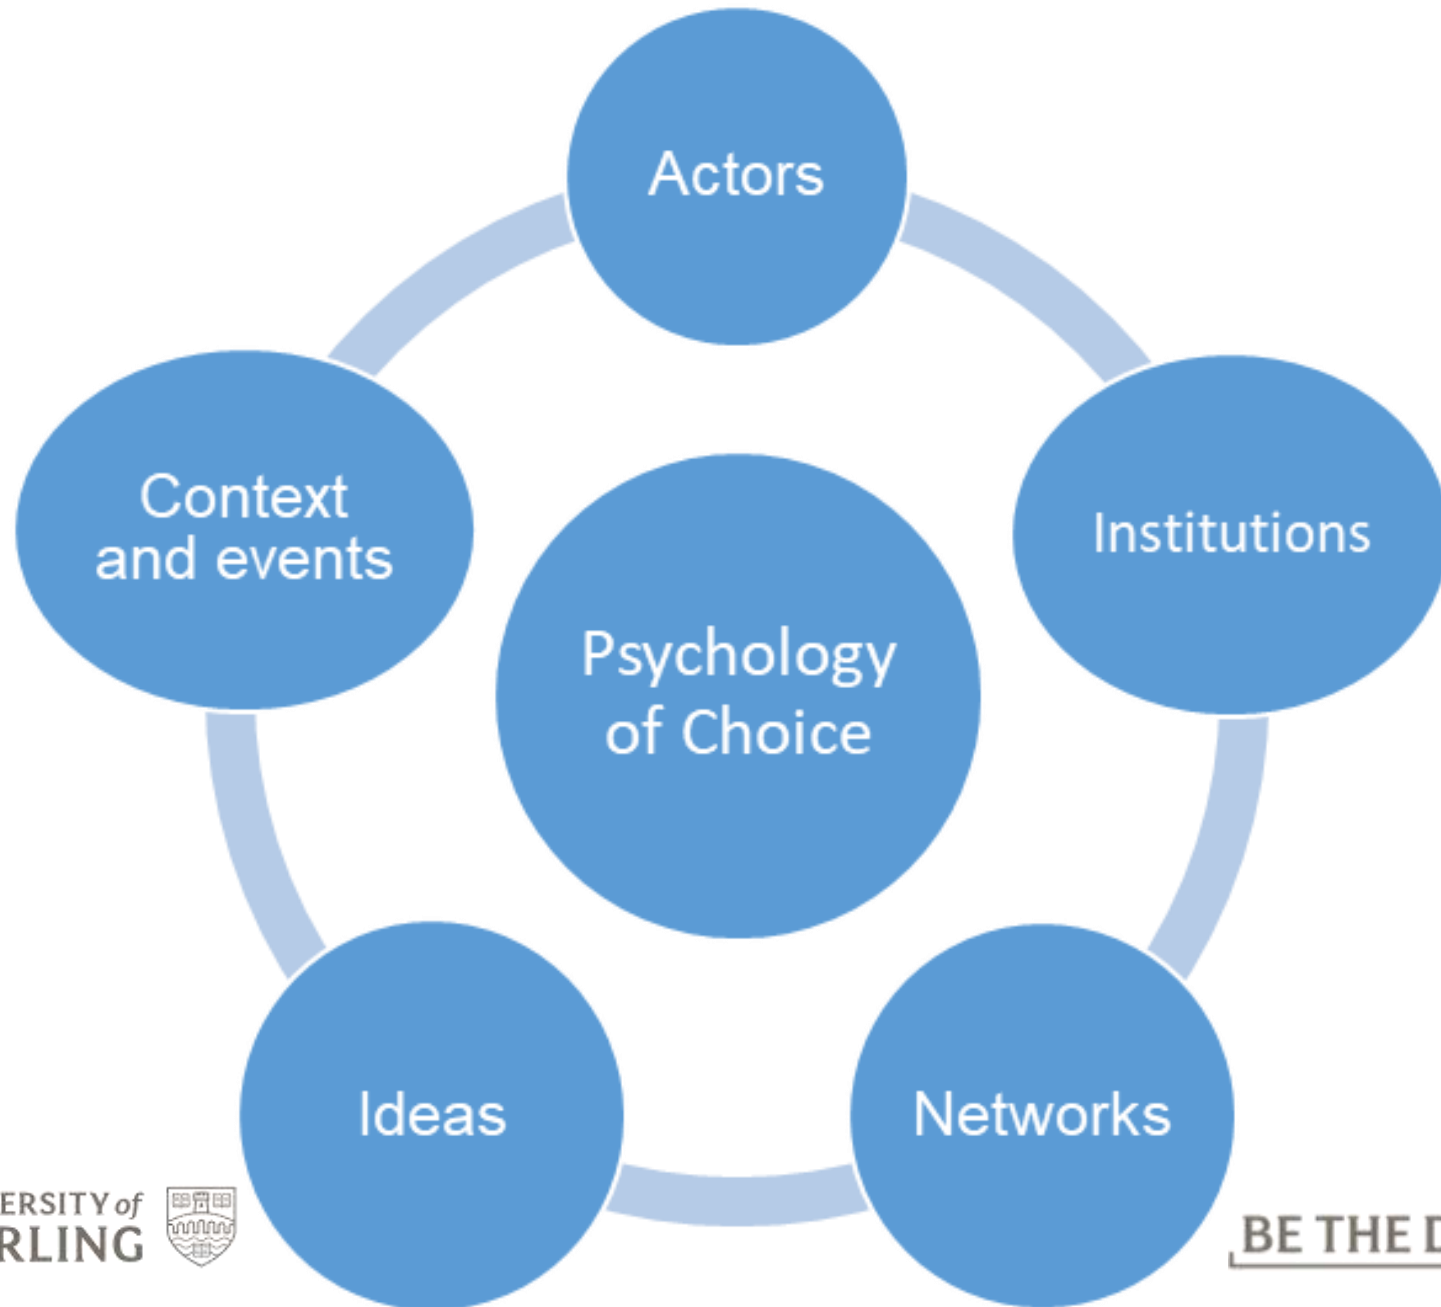 Actors
Context
and events
Institutions
Psychology
of Choice
Ideas
Networks
ERSITY of
RLING
BE THE D